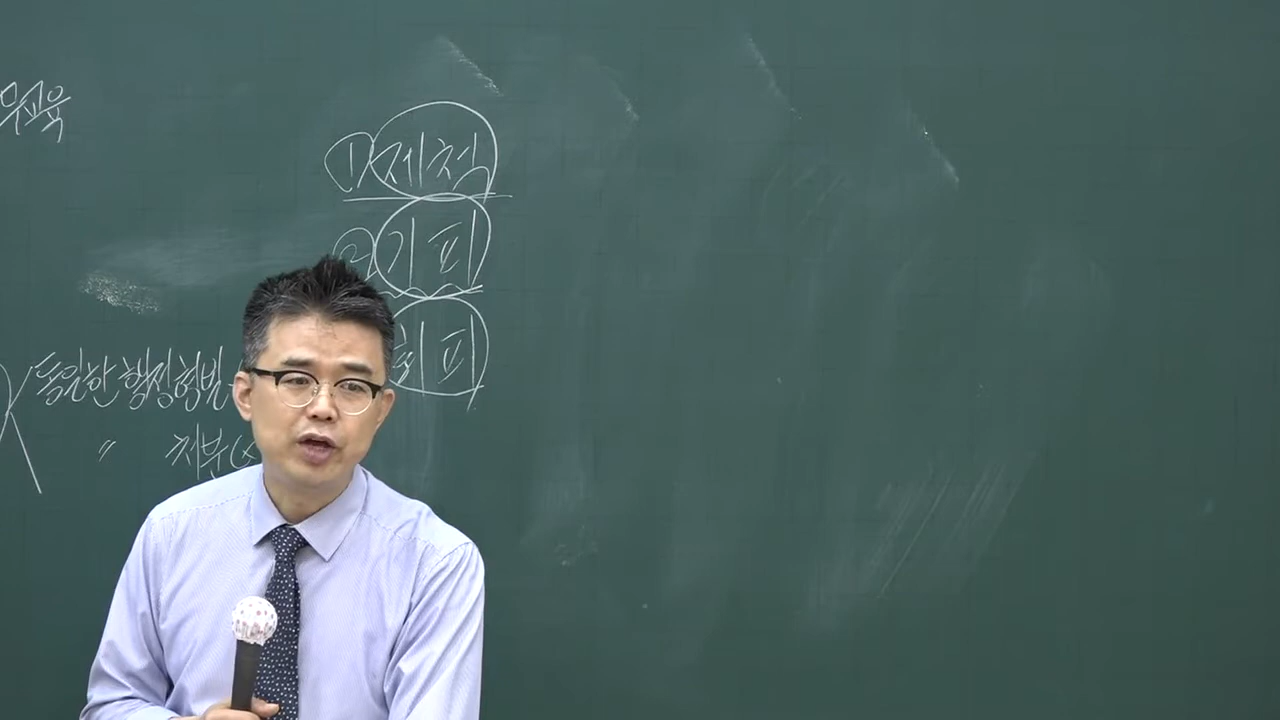 무교육
① 제척
② 기피
회피
동일한 행정형벌
〃 처분(x